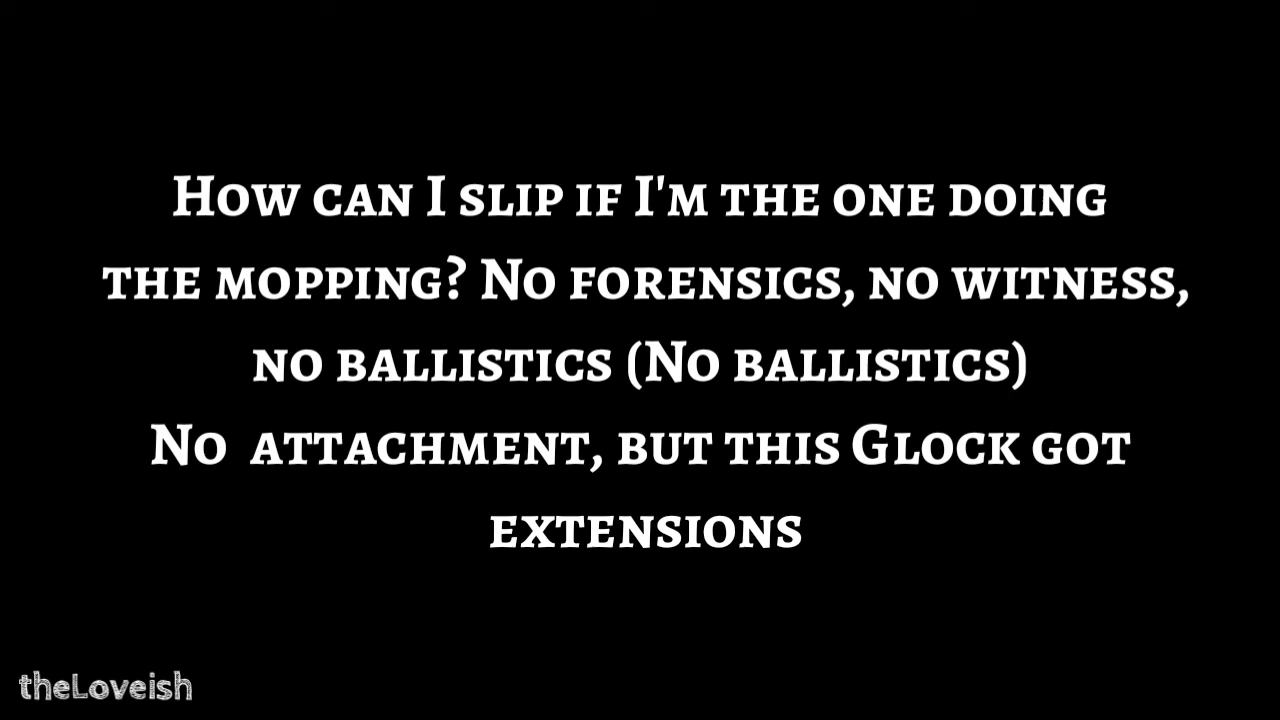 How can I slip if I'm the one doing
the mopping? No forensics, no witness,
no ballistics (No ballistics)
No attachment, but this Glock got
extensions
theLoveish